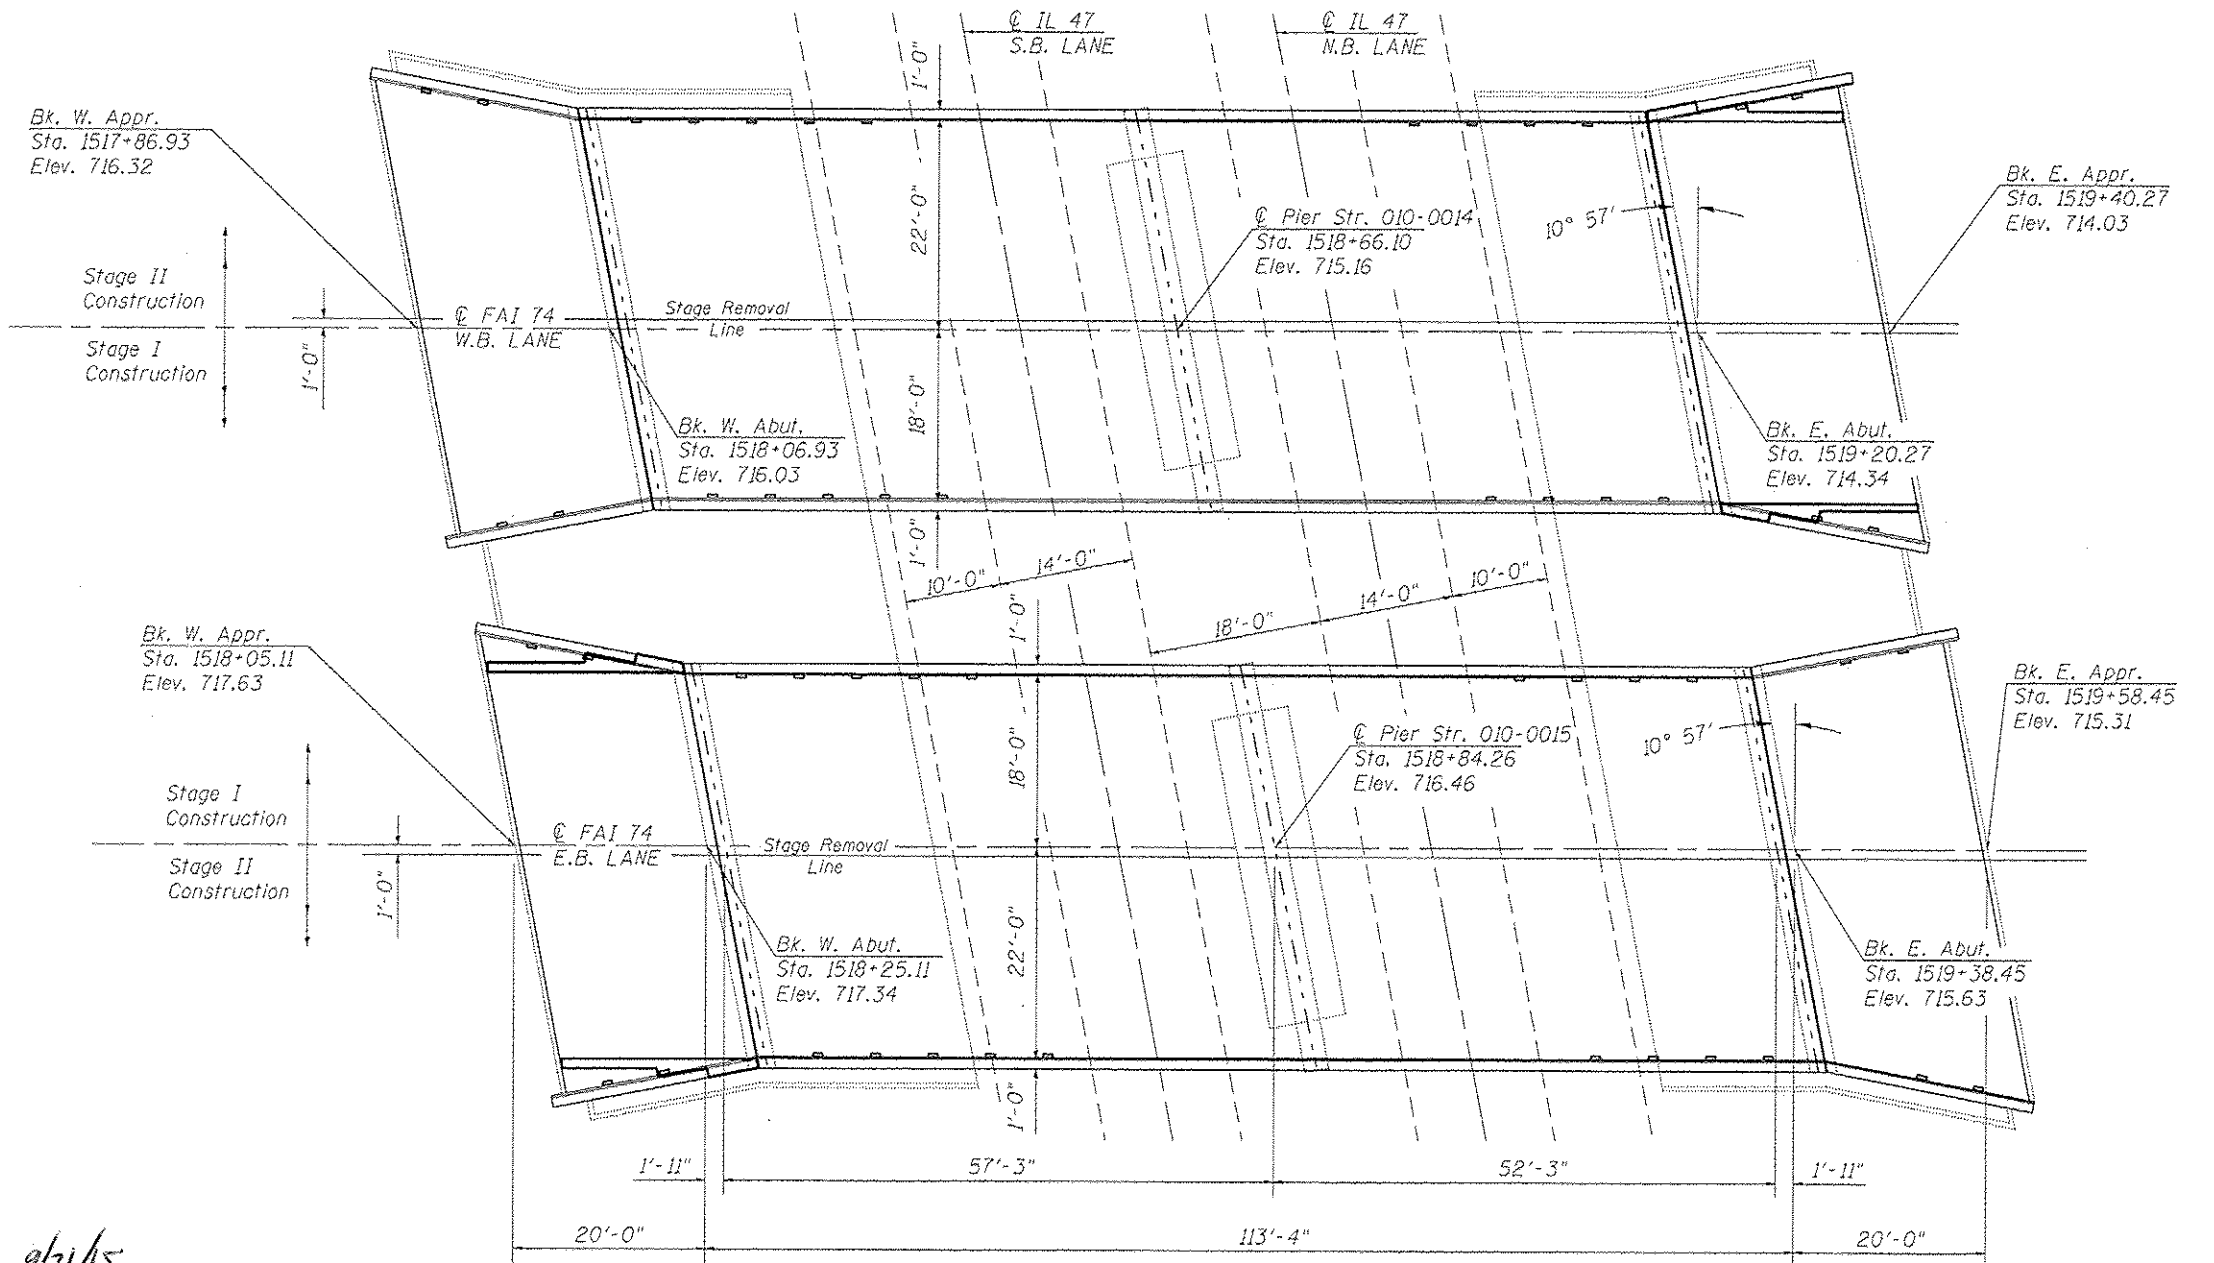 ℄ IL 47
S.B. LANE
℄ IL 47
N.B. LANE
1'-0"
Bk. W. Appr.
Sta. 1517+86.93
Elev. 716.32
Bk. E. Appr.
Sta. 1519+40.27
Elev. 714.03
22'-0"
℄ Pier Str. 010-0014
Sta. 1518+66.10
Elev. 715.16
10° 57'
Stage II
Construction
℄ FAI 74
W.B. LANE
Stage Removal
Line
Stage I
Construction
1'-0"
18'-0"
Bk. W. Abut.
Sta. 1518+06.93
Elev. 716.03
Bk. E. Abut.
Sta. 1519+20.27
Elev. 714.34
1'-0"
10'-0"
14'-0"
18'-0"
14'-0"
10'-0"
1'-0"
Bk. W. Appr.
Sta. 1518+05.11
Elev. 717.63
Bk. E. Appr.
Sta. 1519+58.45
Elev. 715.31
18'-0"
℄ Pier Str. 010-0015
Sta. 1518+84.26
Elev. 716.46
10° 57'
Stage I
Construction
℄ FAI 74
E.B. LANE
Stage Removal
Line
Stage II
Construction
1'-0"
22'-0"
Bk. W. Abut.
Sta. 1518+25.11
Elev. 717.34
Bk. E. Abut.
Sta. 1519+38.45
Elev. 715.63
1'-0"
1'-11"
57'-3"
52'-3"
1'-11"
20'-0"
113'-4"
20'-0"